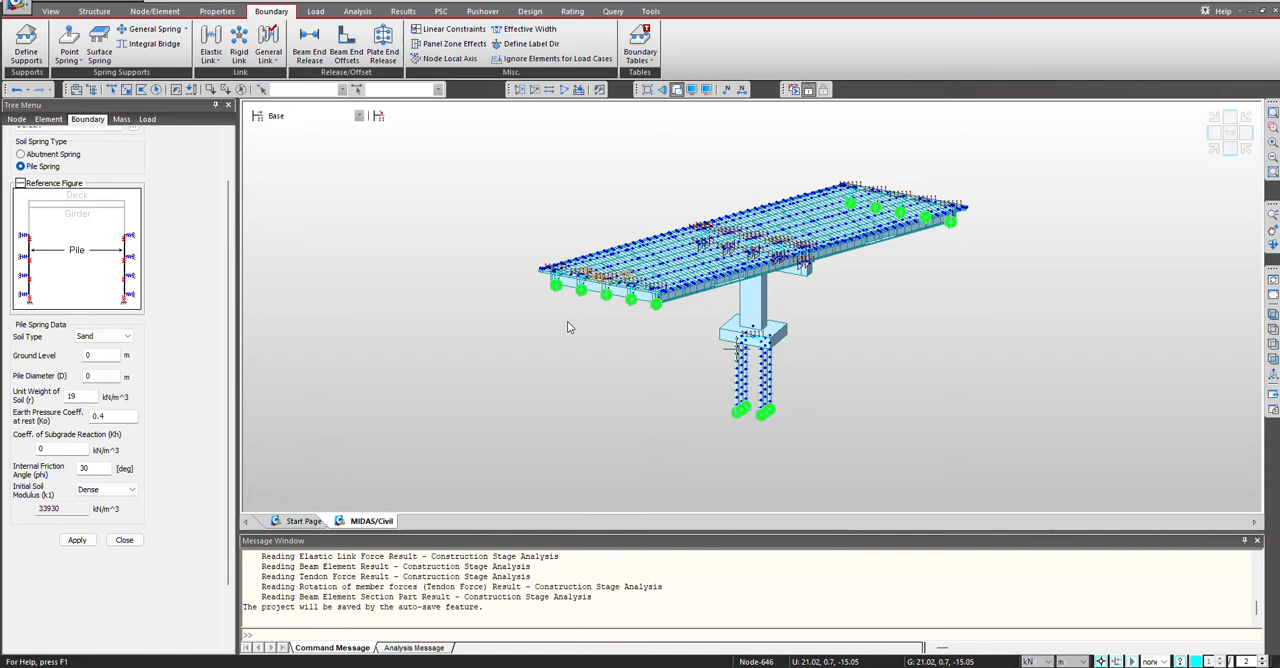 View Structure Node/Element Properties Boundary Load Analysis Results PSC Pushover Design Rating Query Tools Help
Define Supports
Point Spring
Surface Spring
General Spring
Integral Bridge
Elastic Link
Rigid Link
General Link
Beam End Release
Beam End Offsets
Plate End Release
Linear Constraints
Panel Zone Effects
Node Local Axis
Effective Width
Define Label Dir
Ignore Elements for Load Cases
Boundary Tables
Supports Spring Supports Link Release/Offset Misc. Tables
Tree Menu
Node Element Boundary Mass Load
Base
TOP
Soil Spring Type
Abutment Spring
Pile Spring
Reference Figure
Deck
Girder
Pile
Pile Spring Data
Soil Type Sand
Ground Level 0 m
Pile Diameter (D) 0 m
Unit Weight of Soil (r) 19 kN/m^3
Earth Pressure Coeff. at rest (Ko) 0.4
Coeff. of Subgrade Reaction (Kh)
0 kN/m^3
Internal Friction Angle (phi) 30 [deg]
Initial Soil Modulus (k1) Dense
33930 kN/m^3
Apply Close
Start Page MIDAS/Civil
Message Window
Reading Elastic Link Force Result - Construction Stage Analysis
Reading Beam Element Result - Construction Stage Analysis
Reading Tendon Force Result - Construction Stage Analysis
Reading Rotation of member forces (Tendon Force) Result - Construction Stage Analysis
Reading Beam Element Section Part Result - Construction Stage Analysis
The project will be saved by the auto-save feature.
>>
Command Message Analysis Message
For Help, press F1 Node-646 U: 21.02, 0.7, -15.05 G: 21.02, 0.7, -15.05 kN m non 1 / 2